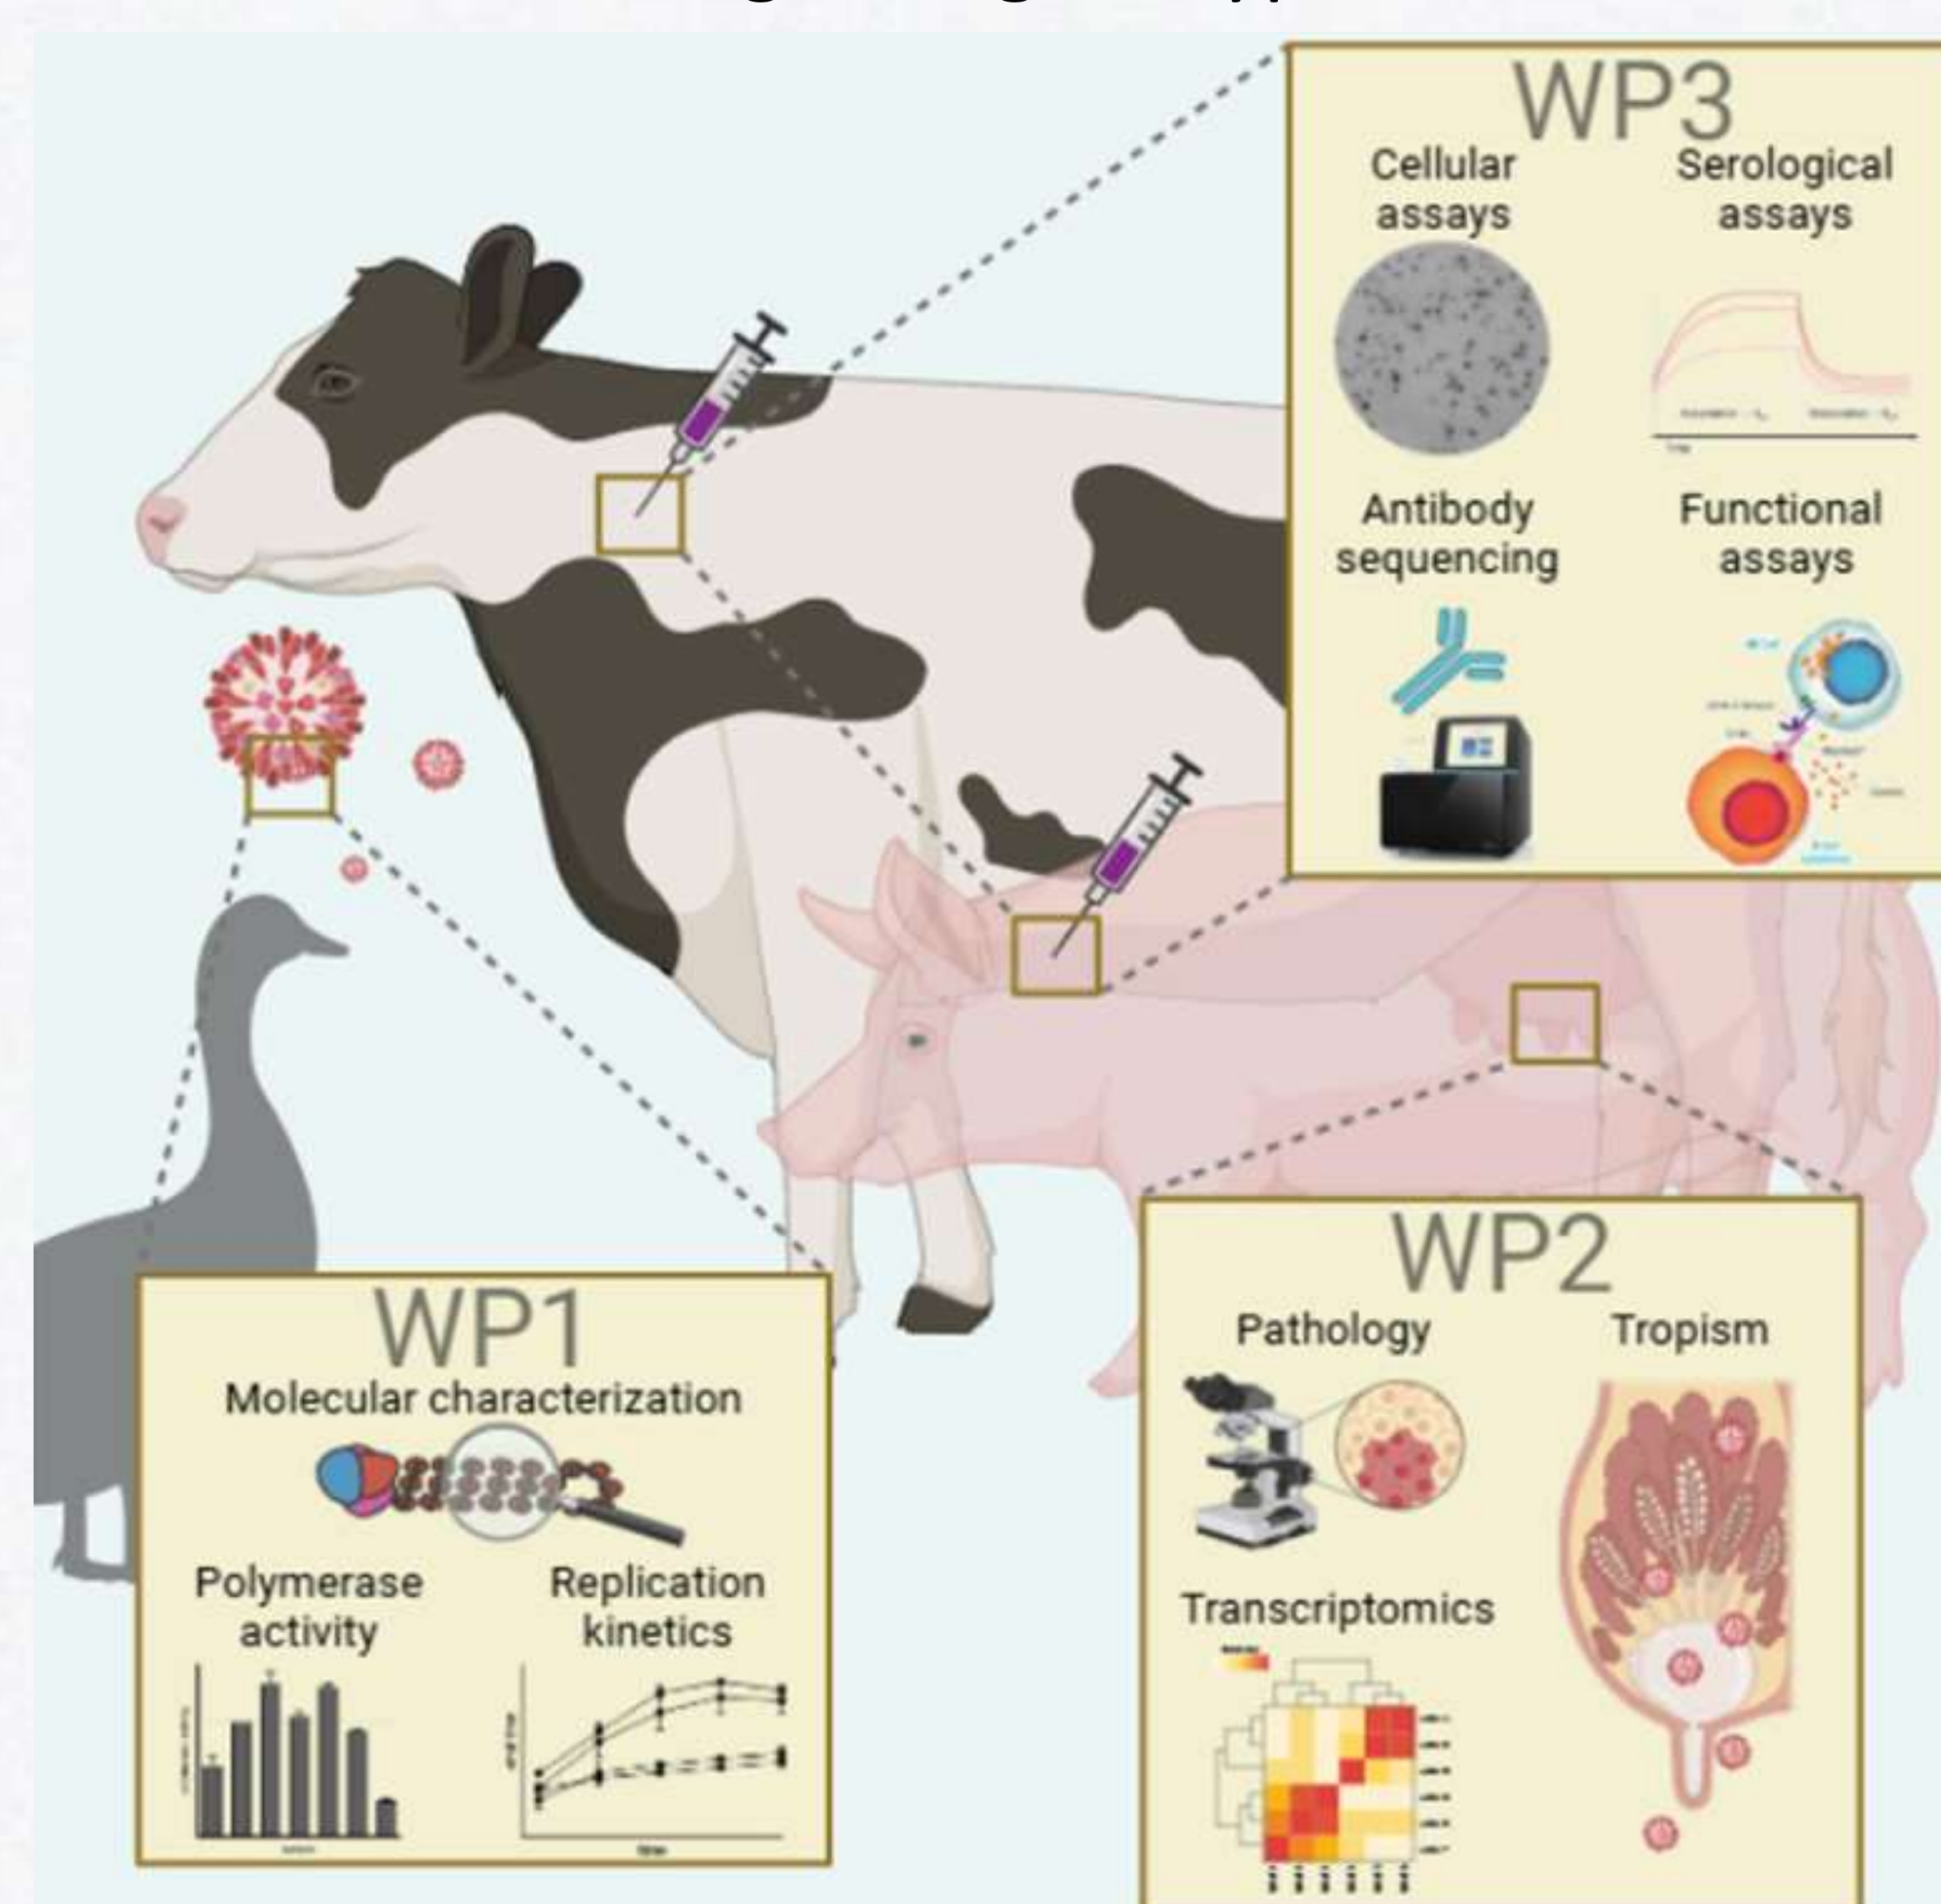 WP3
Cellular
assays
Serological
assays
Antibody
sequencing
Functional
assays
WP1
Molecular characterization
Polymerase
activity
Replication
kinetics
WP2
Pathology
Tropism
Transcriptomics